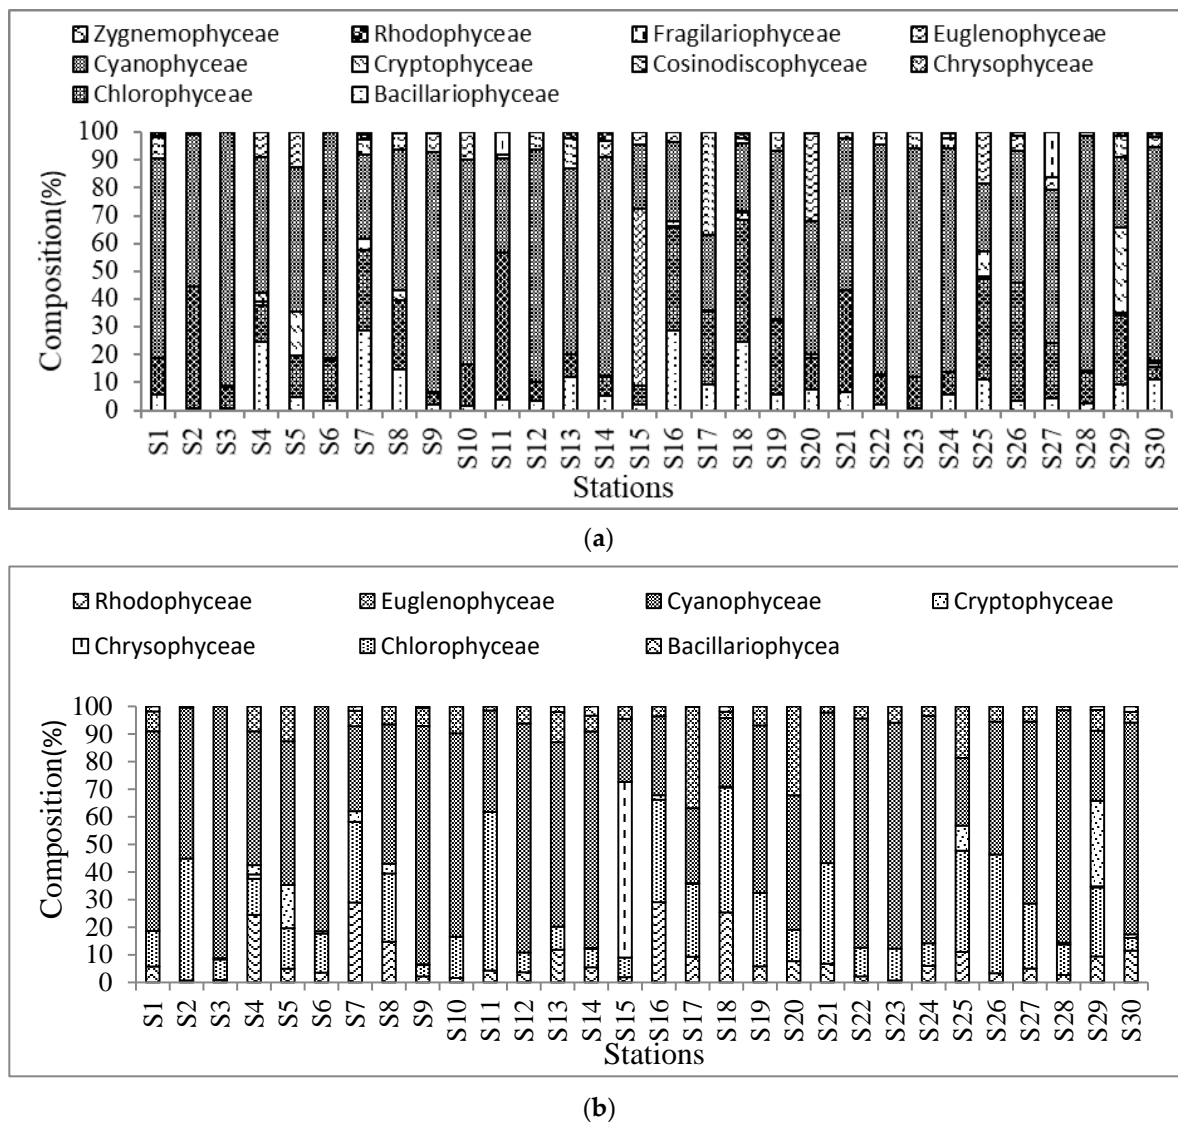 Zygnemophyceae Rhodophyceae Fragilariophyceae Euglenophyceae
Cyanophyceae Cryptophyceae Cosinodiscophyceae Chrysophyceae
Chlorophyceae Bacillariophyceae
100
90
80
70
60
50
40
30
20
10
0
Composition(%)
S1 S2 S3 S4 S5 S6 S7 S8 S9 S10 S11 S12 S13 S14 S15 S16 S17 S18 S19 S20 S21 S22 S23 S24 S25 S26 S27 S28 S29 S30
Stations
(a)
Rhodophyceae Euglenophyceae Cyanophyceae Cryptophyceae
Chrysophyceae Chlorophyceae Bacillariophycea
100
90
80
70
60
50
40
30
20
10
0
Composition(%)
S1 S2 S3 S4 S5 S6 S7 S8 S9 S10 S11 S12 S13 S14 S15 S16 S17 S18 S19 S20 S21 S22 S23 S24 S25 S26 S27 S28 S29 S30
Stations
(b)